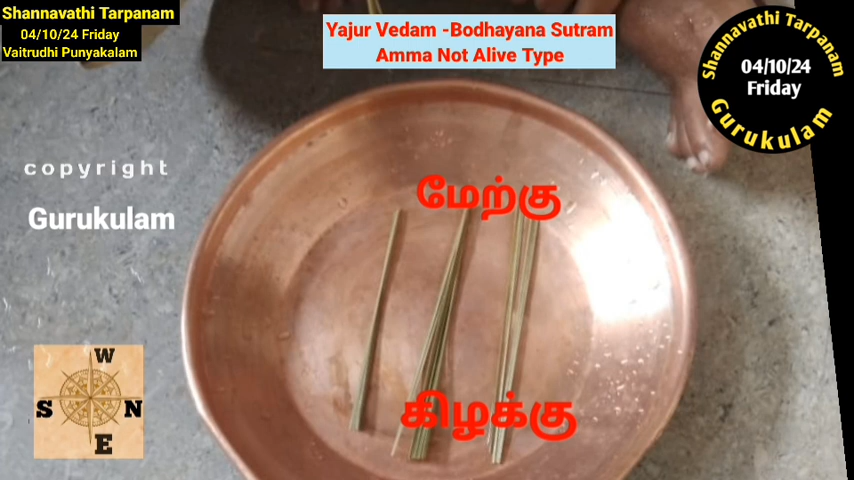 Shannavathi Tarpanam
04/10/24 Friday
Vaitrudhi Punyakalam
Yajur Vedam -Bodhayana Sutram
Amma Not Alive Type
Shannavathi Tarpanam
04/10/24
Friday
Gurukulam
copyright
Gurukulam
மேற்கு
கிழக்கு
W
S N
E